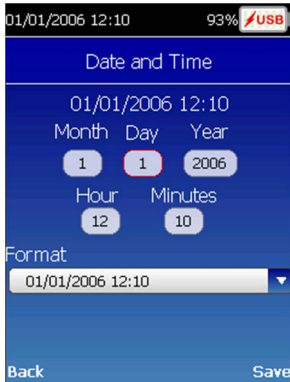 01/01/2006 12:10 93% USB
Date and Time
01/01/2006 12:10
Month Day Year
1 1 2006
Hour Minutes
12 10
Format
01/01/2006 12:10
Back Save